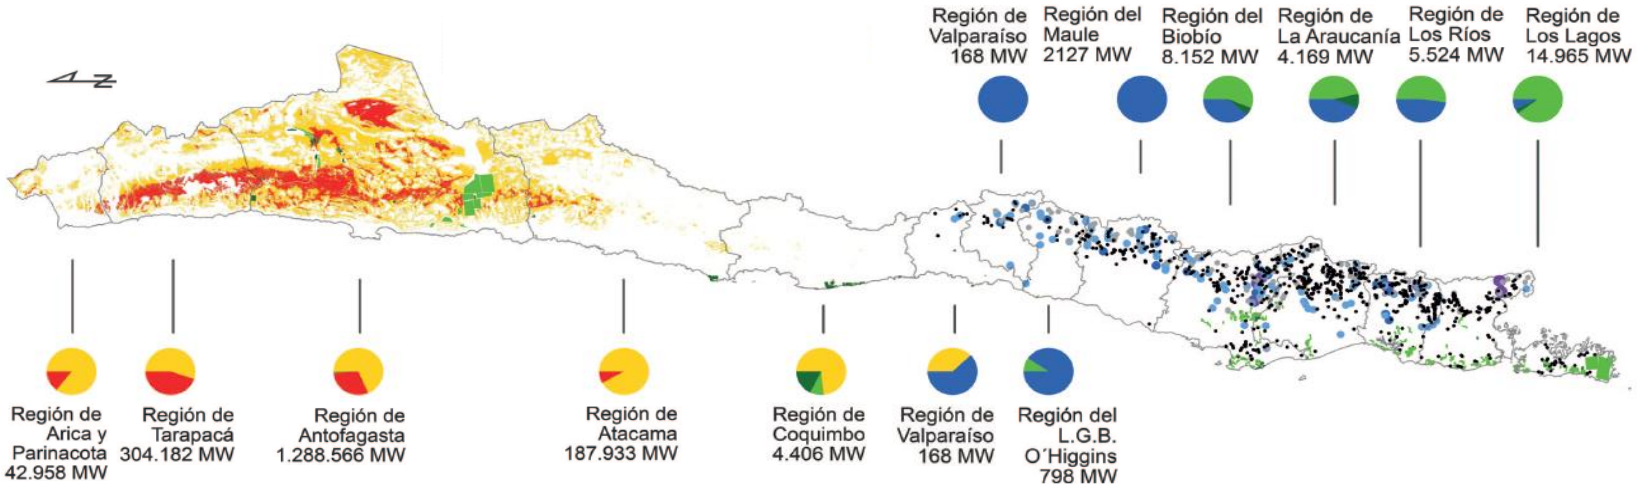 Región de
Valparaíso
168 MW
Región del
Maule
2127 MW
Región del
Biobío
8.152 MW
Región de
La Araucanía
4.169 MW
Región de
Los Ríos
5.524 MW
Región de
Los Lagos
14.965 MW
N
Región de
Arica y
Parinacota
42.958 MW
Región de
Tarapacá
304.182 MW
Región de
Antofagasta
1.288.566 MW
Región de
Atacama
187.933 MW
Región de
Coquimbo
4.406 MW
Región de
Valparaíso
168 MW
Región del
L.G.B.
O´Higgins
798 MW